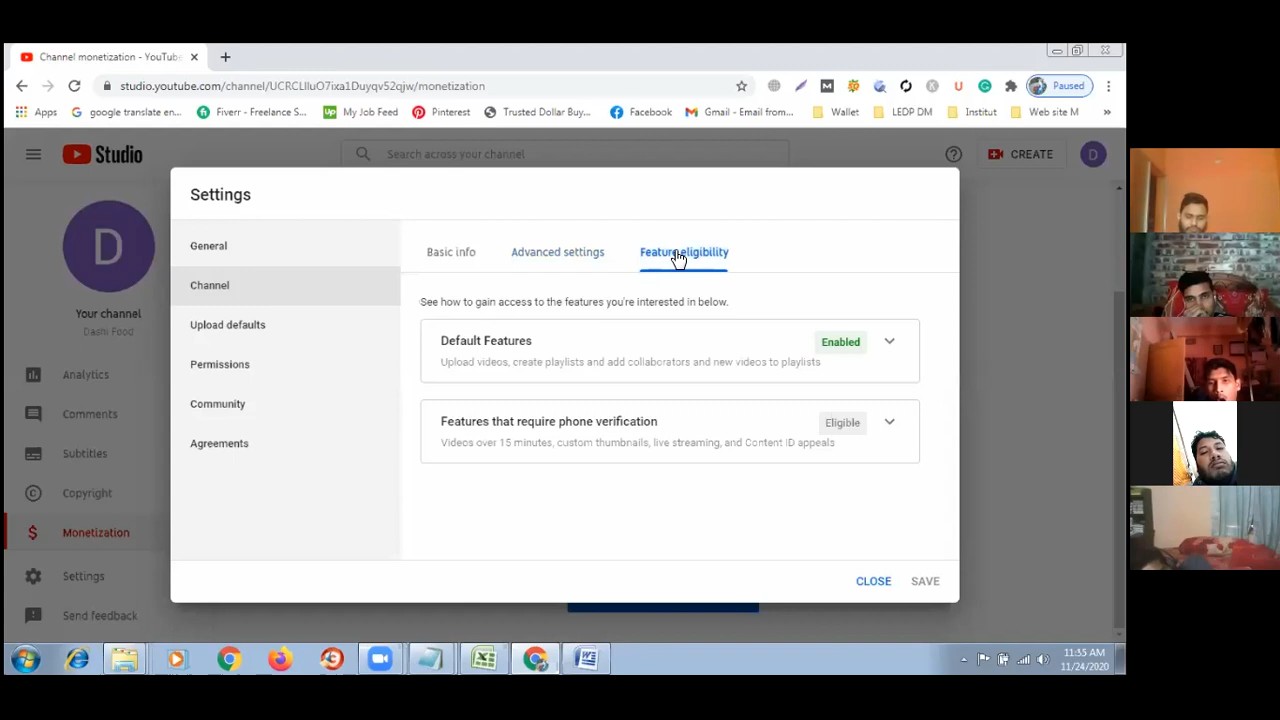 Channel monetization - YouTube
studio.youtube.com/channel/UCRCLlluO7ixa1Duyqv52qjw/monetization
Paused
Apps
google translate en...
Fiverr - Freelance S...
My Job Feed
Pinterest
Trusted Dollar Buy...
Facebook
Gmail - Email from...
Wallet
LEDP DM
Institut
Web site M
»
Studio
Search across your channel
CREATE
D
Settings
D
Your channel
Dashi Food
Analytics
Comments
Subtitles
Copyright
Monetization
Settings
Send feedback
General
Channel
Upload defaults
Permissions
Community
Agreements
Basic info
Advanced settings
Feature eligibility
See how to gain access to the features you're interested in below.
Default Features
Enabled
Upload videos, create playlists and add collaborators and new videos to playlists
Features that require phone verification
Eligible
Videos over 15 minutes, custom thumbnails, live streaming, and Content ID appeals
CLOSE
SAVE
11:35 AM
11/24/2020